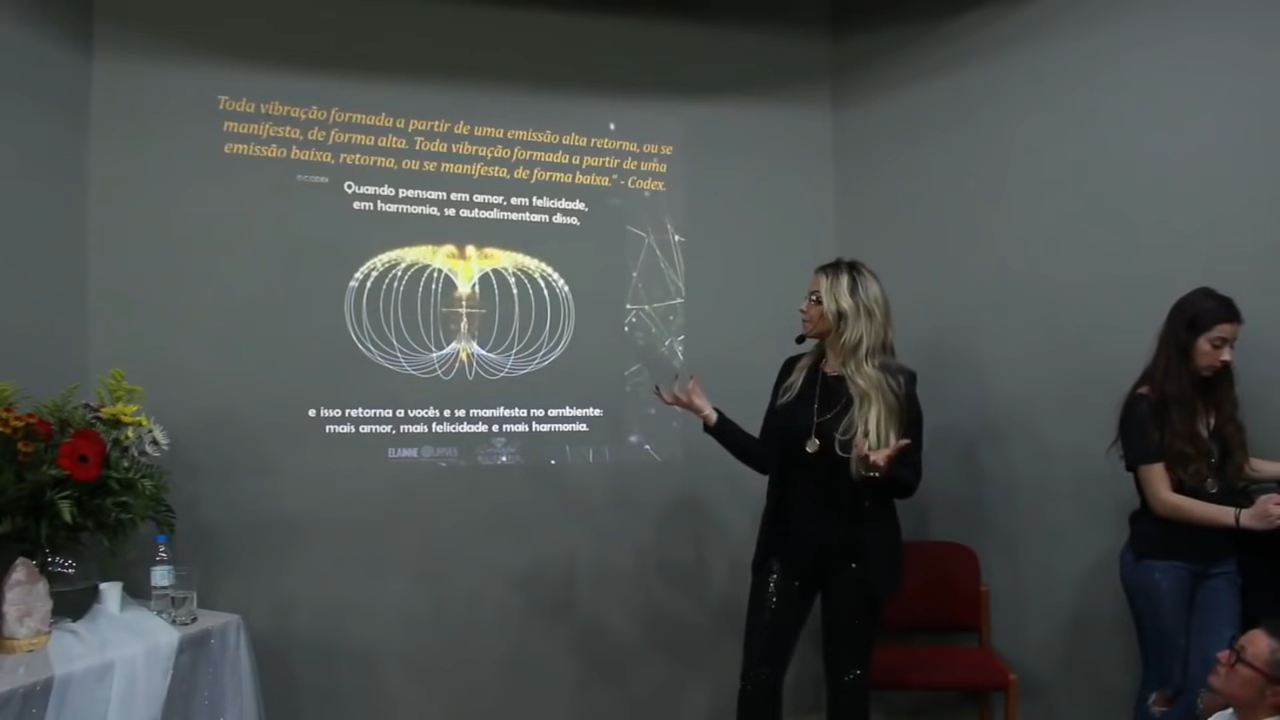 Toda vibração formada a partir de uma emissão alta retorna, ou se
manifesta, de forma alta. Toda vibração formada a partir de uma
emissão baixa, retorna, ou se manifesta, de forma baixa." - Codex.
©CODEX
Quando pensam em amor, em felicidade,
em harmonia, se autoalimentam disso,
e isso retorna a vocês e se manifesta no ambiente:
mais amor, mais felicidade e mais harmonia.